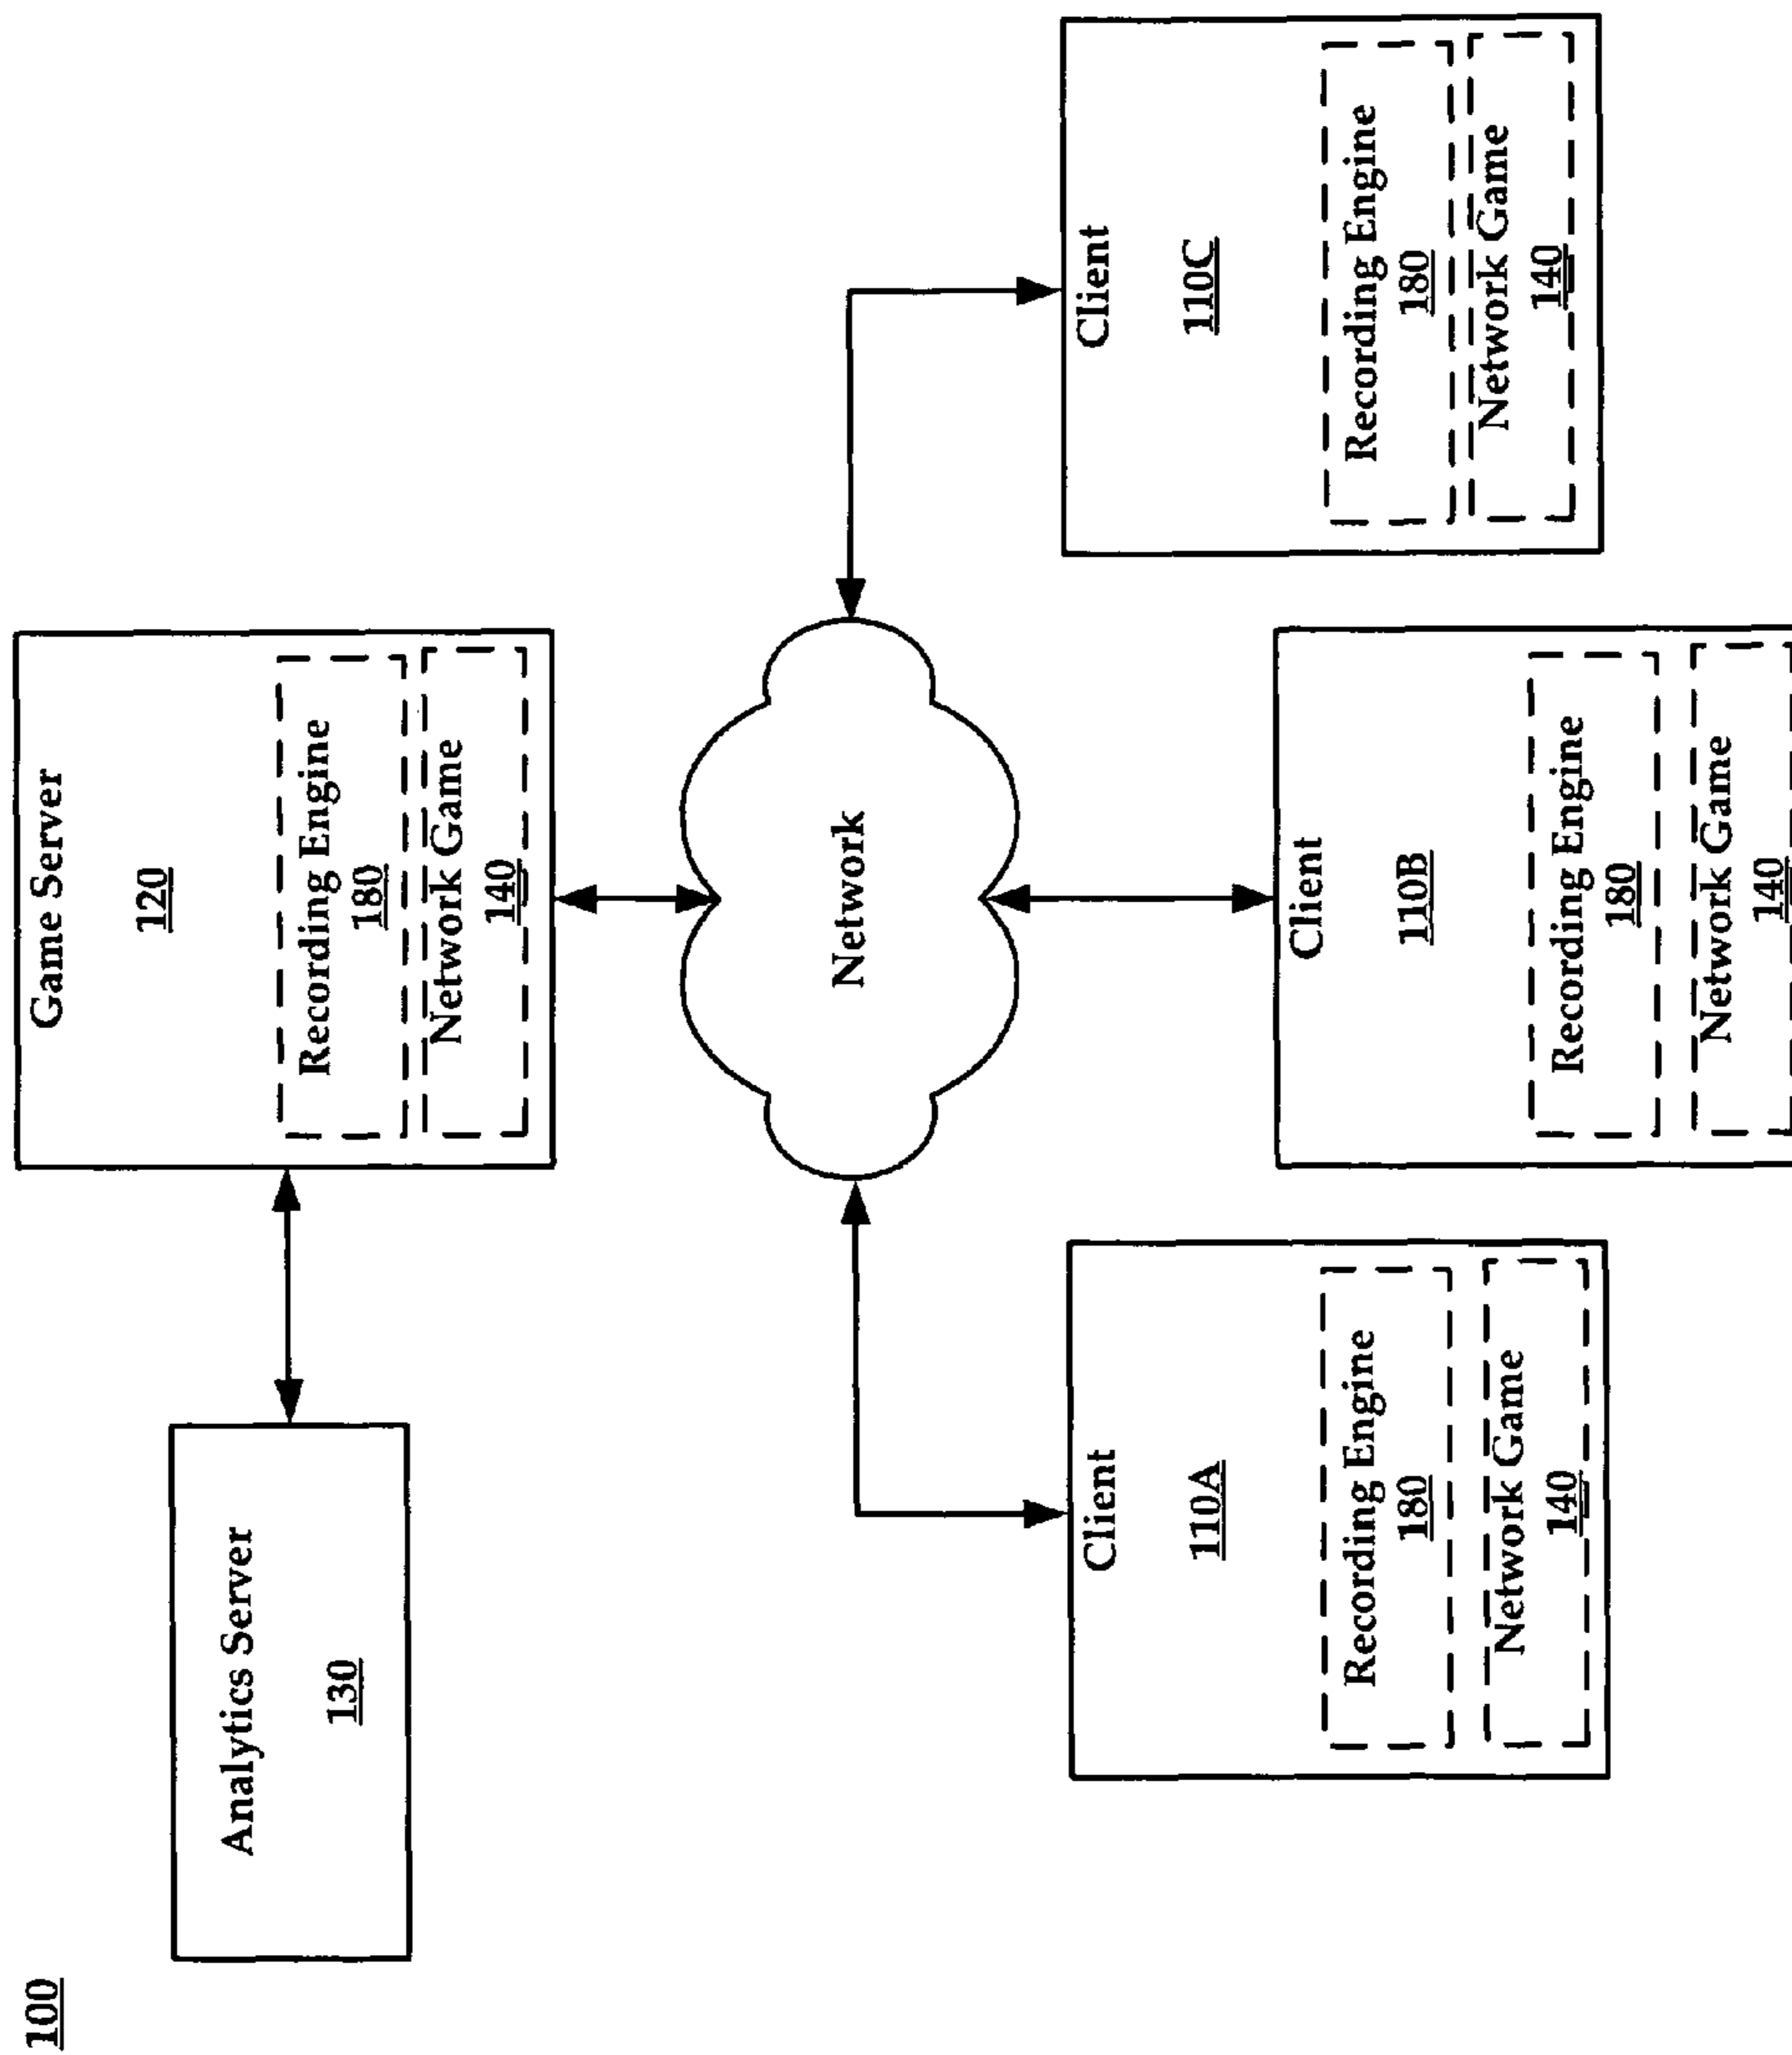 100
Analytics Server
130
Game Server
120
Recording Engine
180
Network Game
140
Network
Client
110A
Recording Engine
180
Network Game
140
Client
110B
Recording Engine
180
Network Game
140
Client
110C
Recording Engine
180
Network Game
140